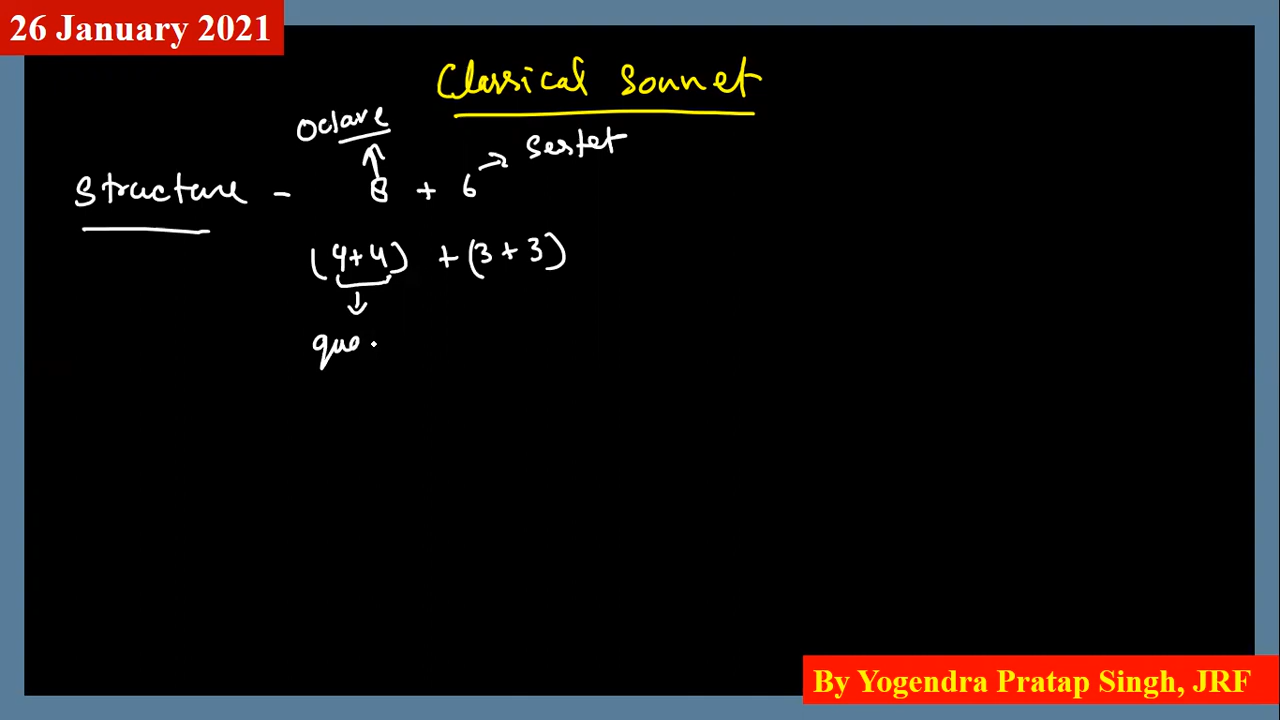 26 January 2021
Classical Sonnet
Octave
Sestet
Structure - 8 + 6
(4+4) + (3+3)
que.
By Yogendra Pratap Singh, JRF